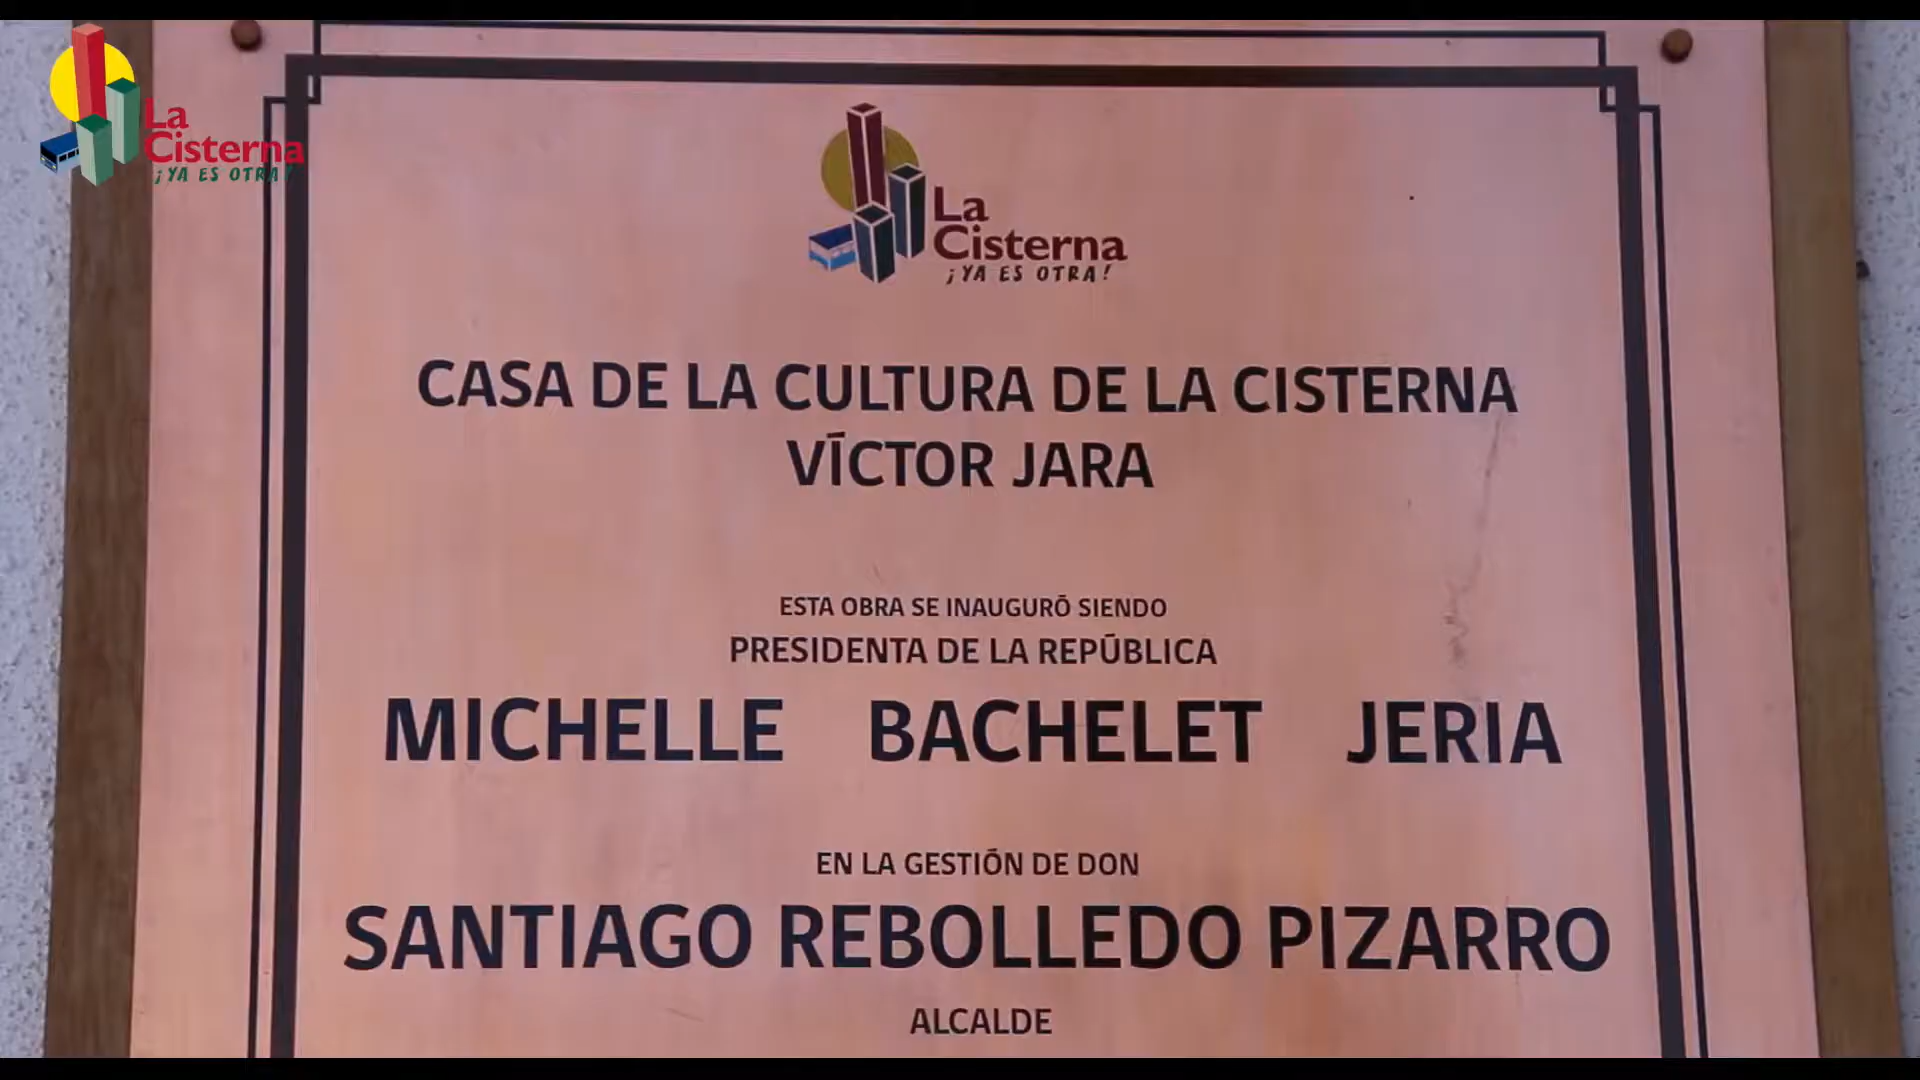 La
Cisterna
¡YA ES OTRA!
La
Cisterna
¡YA ES OTRA!
CASA DE LA CULTURA DE LA CISTERNA
VÍCTOR JARA
ESTA OBRA SE INAUGURÓ SIENDO
PRESIDENTA DE LA REPÚBLICA
MICHELLE BACHELET JERIA
EN LA GESTIÓN DE DON
SANTIAGO REBOLLEDO PIZARRO
ALCALDE